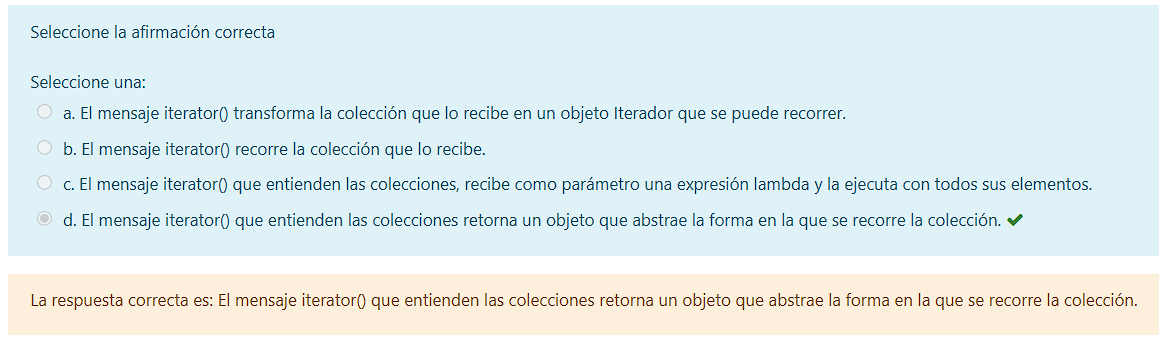 Seleccione la afirmación correcta
Seleccione una:
a. El mensaje iterator() transforma la colección que lo recibe en un objeto Iterador que se puede recorrer.
b. El mensaje iterator() recorre la colección que lo recibe.
c. El mensaje iterator() que entienden las colecciones, recibe como parámetro una expresión lambda y la ejecuta con todos sus elementos.
d. El mensaje iterator() que entienden las colecciones retorna un objeto que abstrae la forma en la que se recorre la colección.
La respuesta correcta es: El mensaje iterator() que entienden las colecciones retorna un objeto que abstrae la forma en la que se recorre la colección.